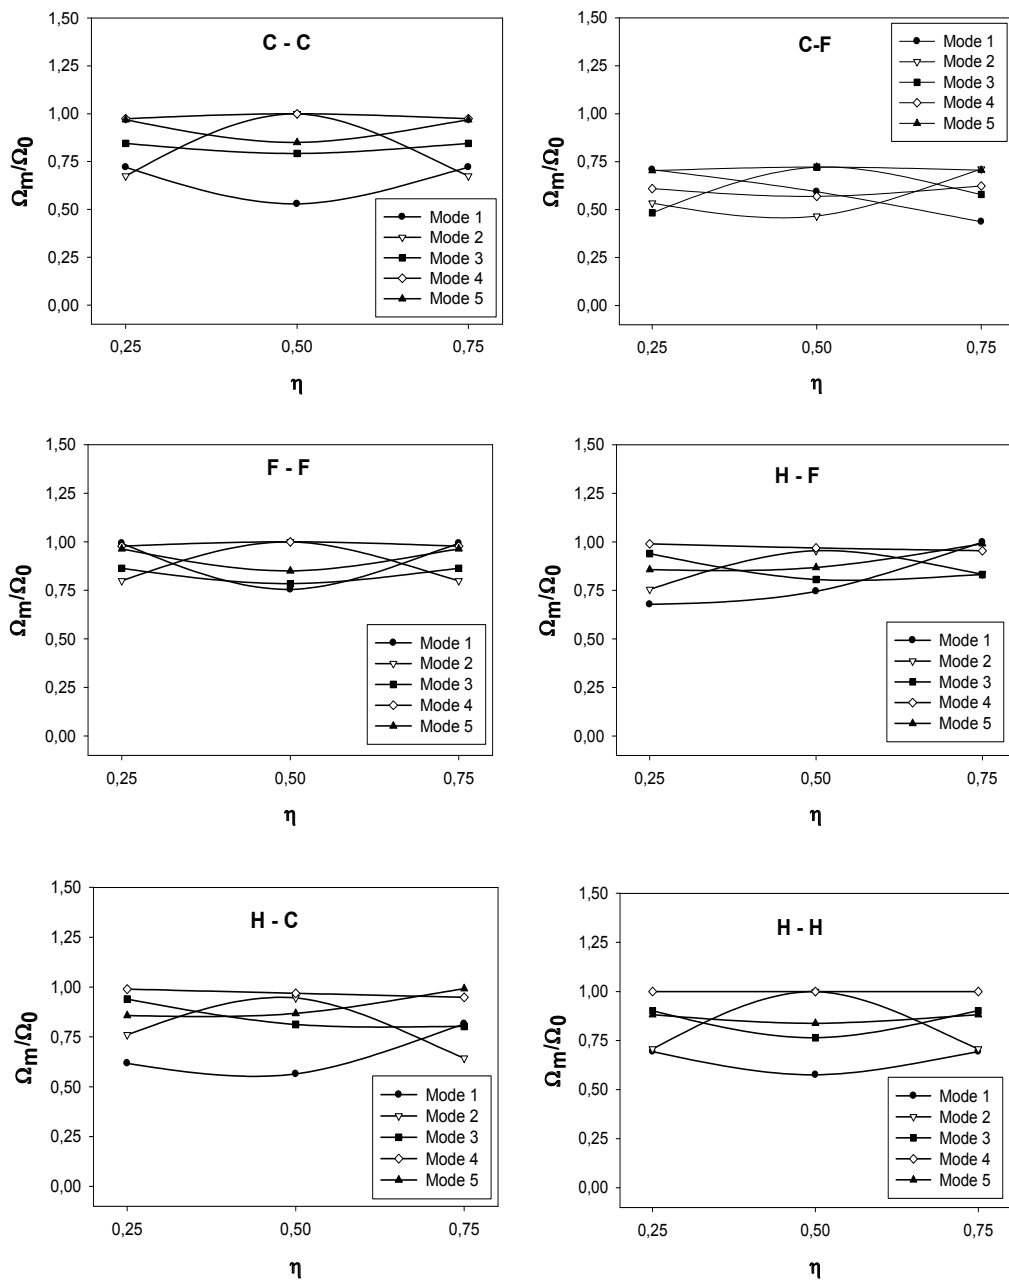 C - C
1,50
1,25
1,00
0,75
0,50
0,25
0,00
Ωm/Ω0
Mode 1
Mode 2
Mode 3
Mode 4
Mode 5
0,25 0,50 0,75
η
C-F
1,50
1,25
1,00
0,75
0,50
0,25
0,00
Ωm/Ω0
Mode 1
Mode 2
Mode 3
Mode 4
Mode 5
0,25 0,50 0,75
η
F - F
1,50
1,25
1,00
0,75
0,50
0,25
0,00
Ωm/Ω0
Mode 1
Mode 2
Mode 3
Mode 4
Mode 5
0,25 0,50 0,75
η
H - F
1,50
1,25
1,00
0,75
0,50
0,25
0,00
Ωm/Ω0
Mode 1
Mode 2
Mode 3
Mode 4
Mode 5
0,25 0,50 0,75
η
H - C
1,50
1,25
1,00
0,75
0,50
0,25
0,00
Ωm/Ω0
Mode 1
Mode 2
Mode 3
Mode 4
Mode 5
0,25 0,50 0,75
η
H - H
1,50
1,25
1,00
0,75
0,50
0,25
0,00
Ωm/Ω0
Mode 1
Mode 2
Mode 3
Mode 4
Mode 5
0,25 0,50 0,75
η